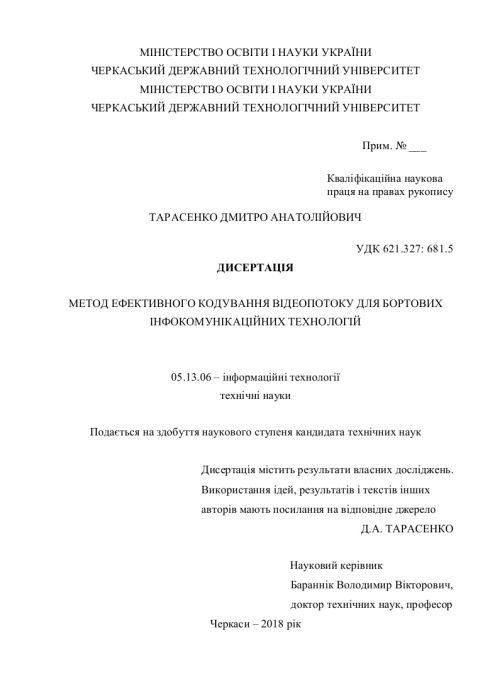 МІНІСТЕРСТВО ОСВІТИ І НАУКИ УКРАЇНИ
ЧЕРКАСЬКИЙ ДЕРЖАВНИЙ ТЕХНОЛОГІЧНИЙ УНІВЕРСИТЕТ
МІНІСТЕРСТВО ОСВІТИ І НАУКИ УКРАЇНИ
ЧЕРКАСЬКИЙ ДЕРЖАВНИЙ ТЕХНОЛОГІЧНИЙ УНІВЕРСИТЕТ
Прим. № ___
Кваліфікаційна наукова
праця на правах рукопису
ТАРАСЕНКО ДМИТРО АНАТОЛІЙОВИЧ
УДК 621.327: 681.5
ДИСЕРТАЦІЯ
МЕТОД ЕФЕКТИВНОГО КОДУВАННЯ ВІДЕОПОТОКУ ДЛЯ БОРТОВИХ
ІНФОКОМУНІКАЦІЙНИХ ТЕХНОЛОГІЙ
05.13.06 – інформаційні технології
технічні науки
Подається на здобуття наукового ступеня кандидата технічних наук
Дисертація містить результати власних досліджень.
Використання ідей, результатів і текстів інших
авторів мають посилання на відповідне джерело
Д.А. ТАРАСЕНКО
Науковий керівник
Бараннік Володимир Вікторович,
доктор технічних наук, професор
Черкаси – 2018 рік